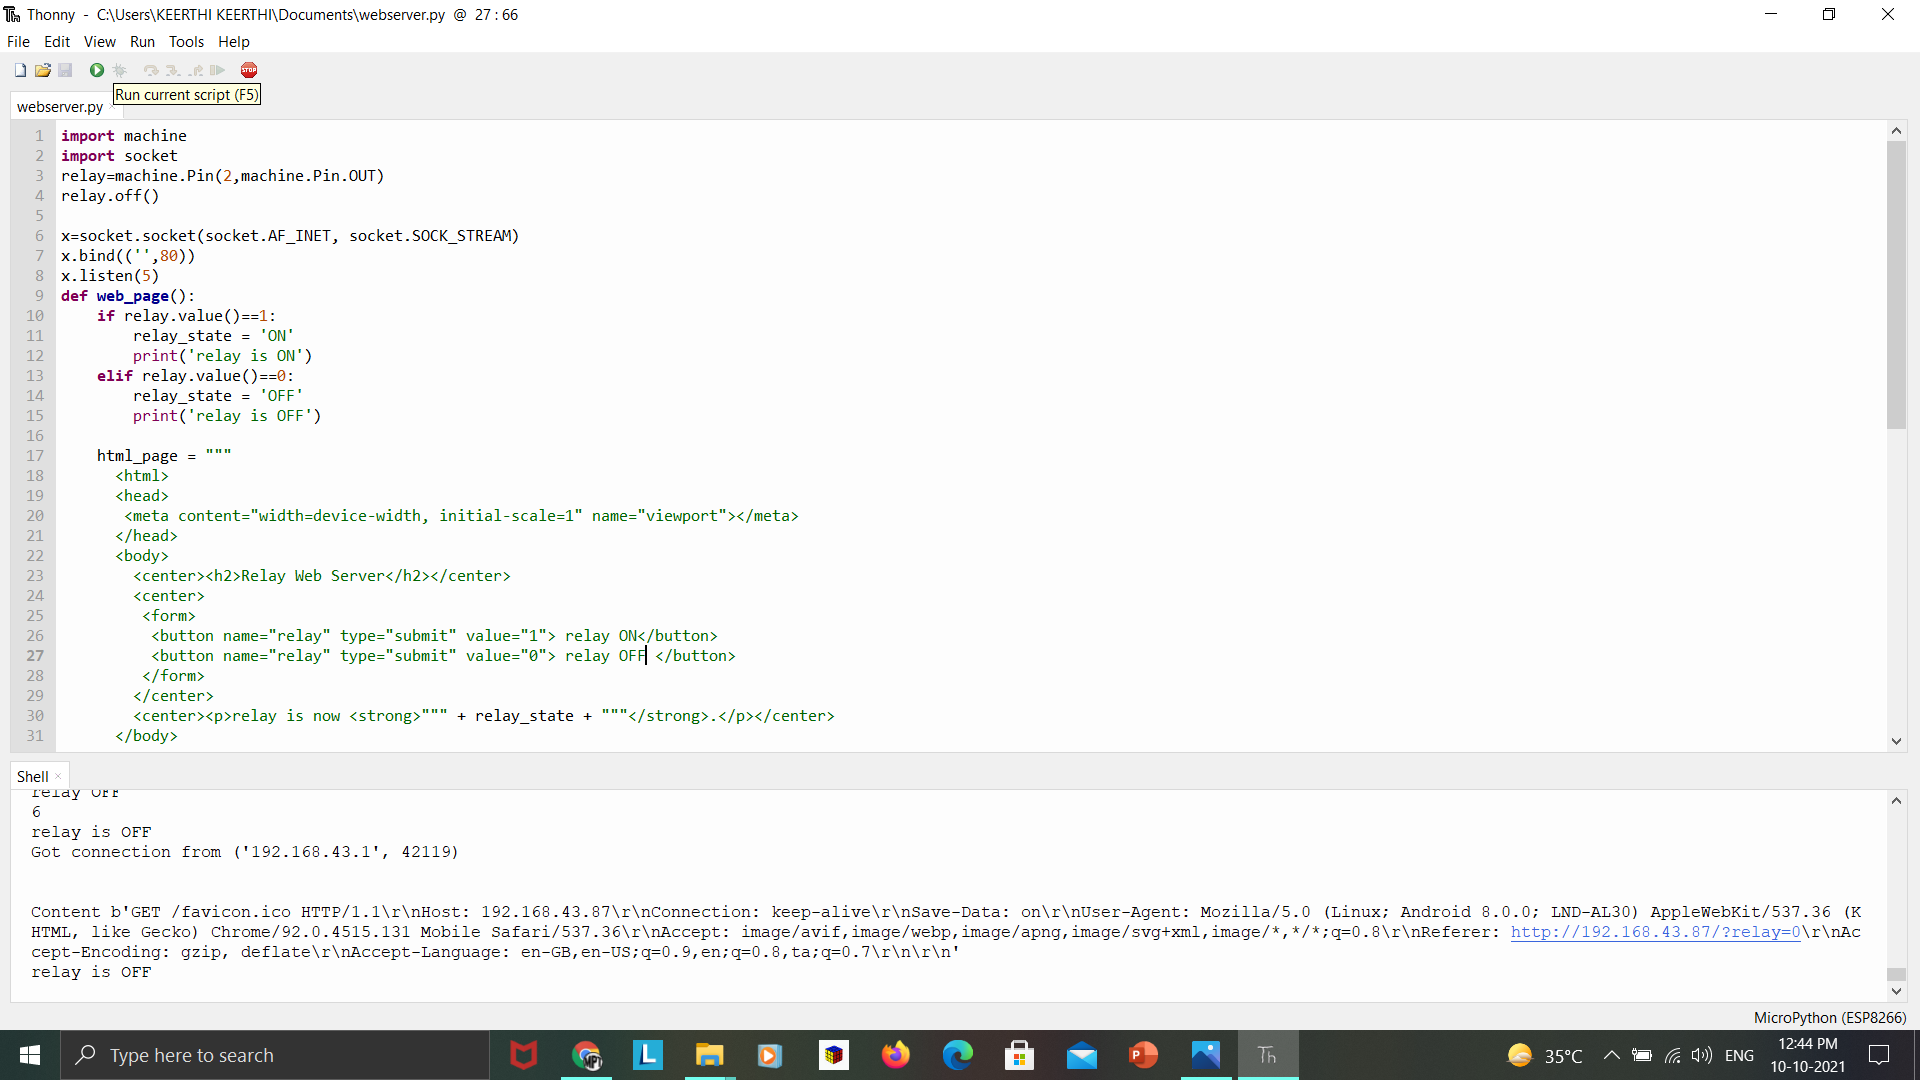 Thonny - C:\Users\KEERTHI KEERTHI\Documents\webserver.py @ 27 : 66
File Edit View Run Tools Help
STOP
Run current script (F5)
webserver.py ×
1 import machine
2 import socket
3 relay=machine.Pin(2,machine.Pin.OUT)
4 relay.off()
5
6 x=socket.socket(socket.AF_INET, socket.SOCK_STREAM)
7 x.bind(('',80))
8 x.listen(5)
9 def web_page():
10     if relay.value()==1:
11         relay_state = 'ON'
12         print('relay is ON')
13     elif relay.value()==0:
14         relay_state = 'OFF'
15         print('relay is OFF')
16
17     html_page = """
18       <html>
19       <head>
20        <meta content="width=device-width, initial-scale=1" name="viewport"></meta>
21       </head>
22       <body>
23         <center><h2>Relay Web Server</h2></center>
24         <center>
25          <form>
26           <button name="relay" type="submit" value="1"> relay ON</button>
27           <button name="relay" type="submit" value="0"> relay OFF </button>
28          </form>
29         </center>
30         <center><p>relay is now <strong>""" + relay_state + """</strong>.</p></center>
31       </body>
Shell ×
relay OFF
6
relay is OFF
Got connection from ('192.168.43.1', 42119)
Content b'GET /favicon.ico HTTP/1.1\r\nHost: 192.168.43.87\r\nConnection: keep-alive\r\nSave-Data: on\r\nUser-Agent: Mozilla/5.0 (Linux; Android 8.0.0; LND-AL30) AppleWebKit/537.36 (K
HTML, like Gecko) Chrome/92.0.4515.131 Mobile Safari/537.36\r\nAccept: image/avif,image/webp,image/apng,image/svg+xml,image/*,*/*;q=0.8\r\nReferer: http://192.168.43.87/?relay=0\r\nAc
cept-Encoding: gzip, deflate\r\nAccept-Language: en-GB,en-US;q=0.9,en;q=0.8,ta;q=0.7\r\n\r\n'
relay is OFF
MicroPython (ESP8266)
Type here to search
35°C
ENG
12:44 PM
10-10-2021